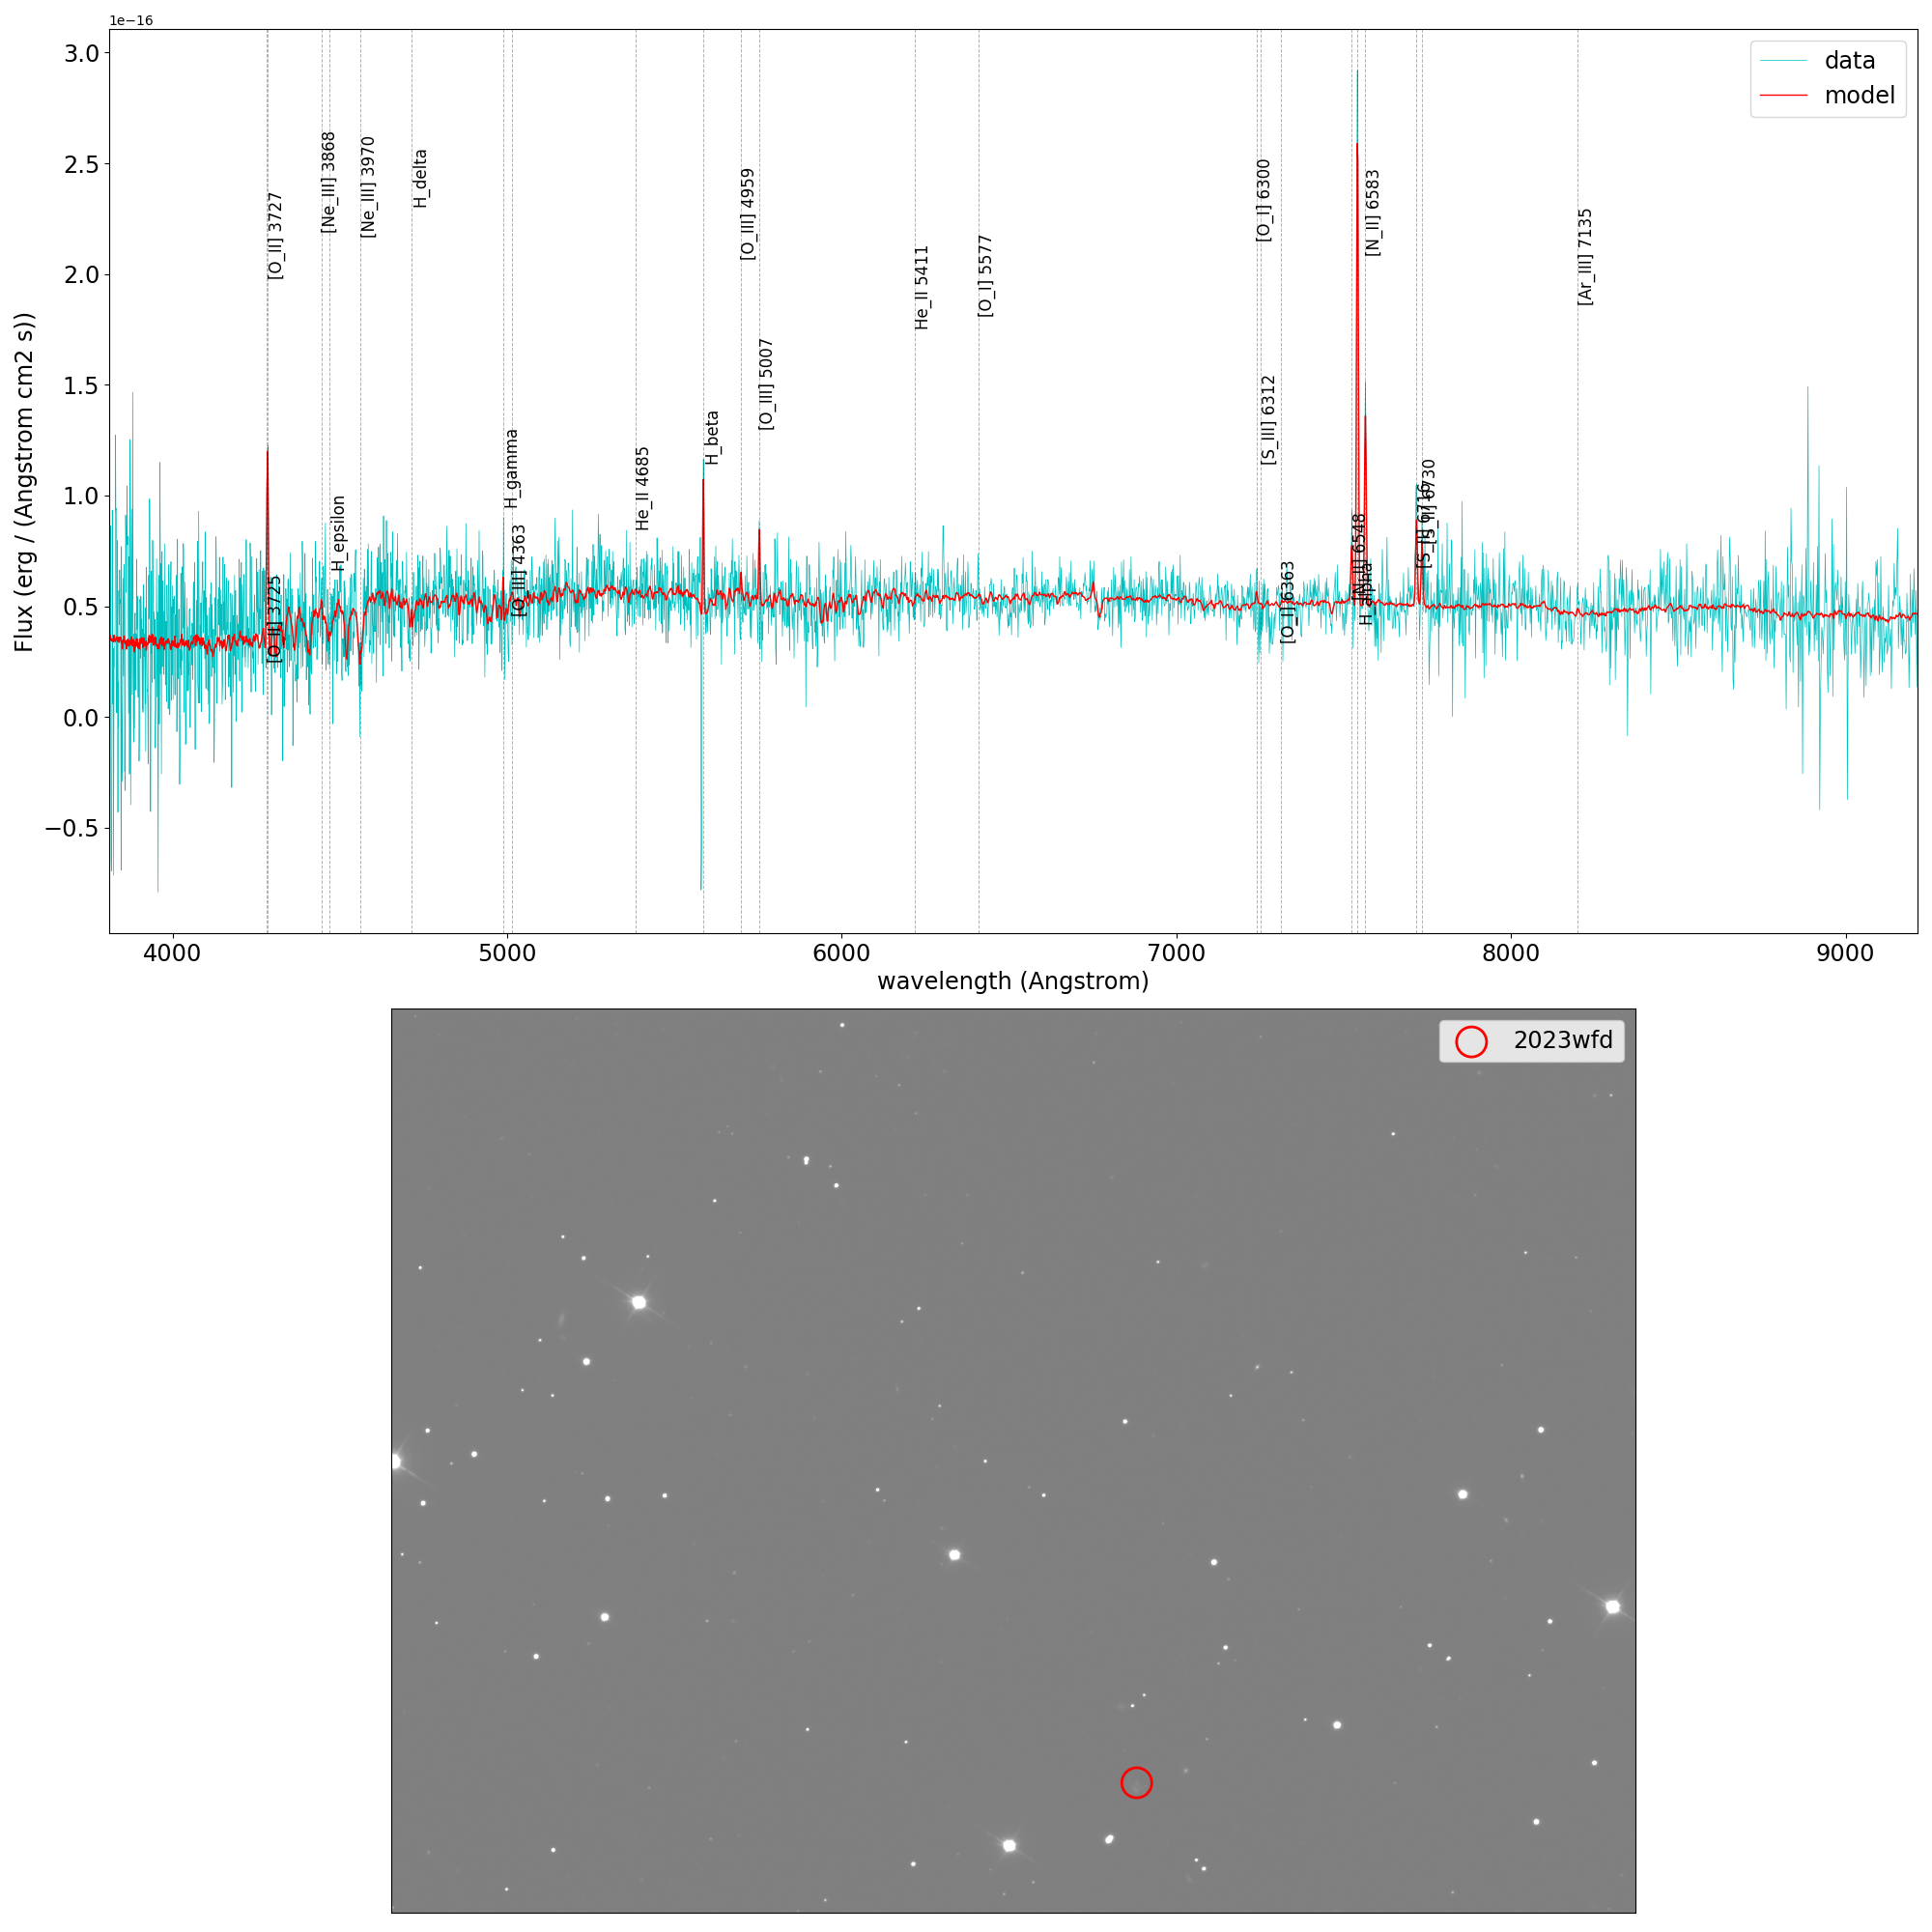 1e−16
3.0
2.5
2.0
1.5
1.0
0.5
0.0
−0.5
Flux (erg / (Angstrom cm2 s))
data
model
[O_II] 3727
[O_II] 3725
[Ne_III] 3868
H_epsilon
[Ne_III] 3970
H_delta
H_gamma
[O_III] 4363
He_II 4685
H_beta
[O_III] 4959
[O_III] 5007
He_II 5411
[O_I] 5577
[O_I] 6300
[S_III] 6312
[O_I] 6363
[N_II] 6548
H_alpha
[N_II] 6583
[S_II] 6716
[S_II] 6730
[Ar_III] 7135
4000 5000 6000 7000 8000 9000
wavelength (Angstrom)
2023wfd